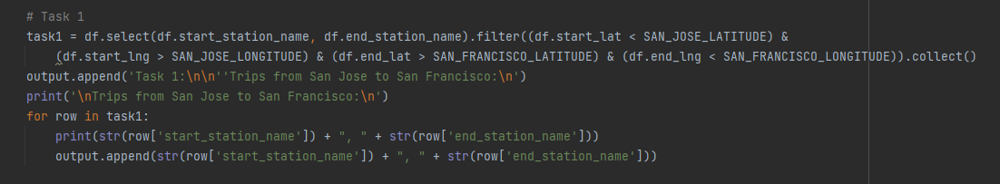 # Task 1
task1 = df.select(df.start_station_name, df.end_station_name).filter((df.start_lat < SAN_JOSE_LATITUDE) &
    (df.start_lng > SAN_JOSE_LONGITUDE) & (df.end_lat > SAN_FRANCISCO_LATITUDE) & (df.end_lng < SAN_FRANCISCO_LONGITUDE)).collect()
output.append('Task 1:\n\n''Trips from San Jose to San Francisco:\n')
print('\nTrips from San Jose to San Francisco:\n')
for row in task1:
    print(str(row['start_station_name']) + ", " + str(row['end_station_name']))
    output.append(str(row['start_station_name']) + ", " + str(row['end_station_name']))